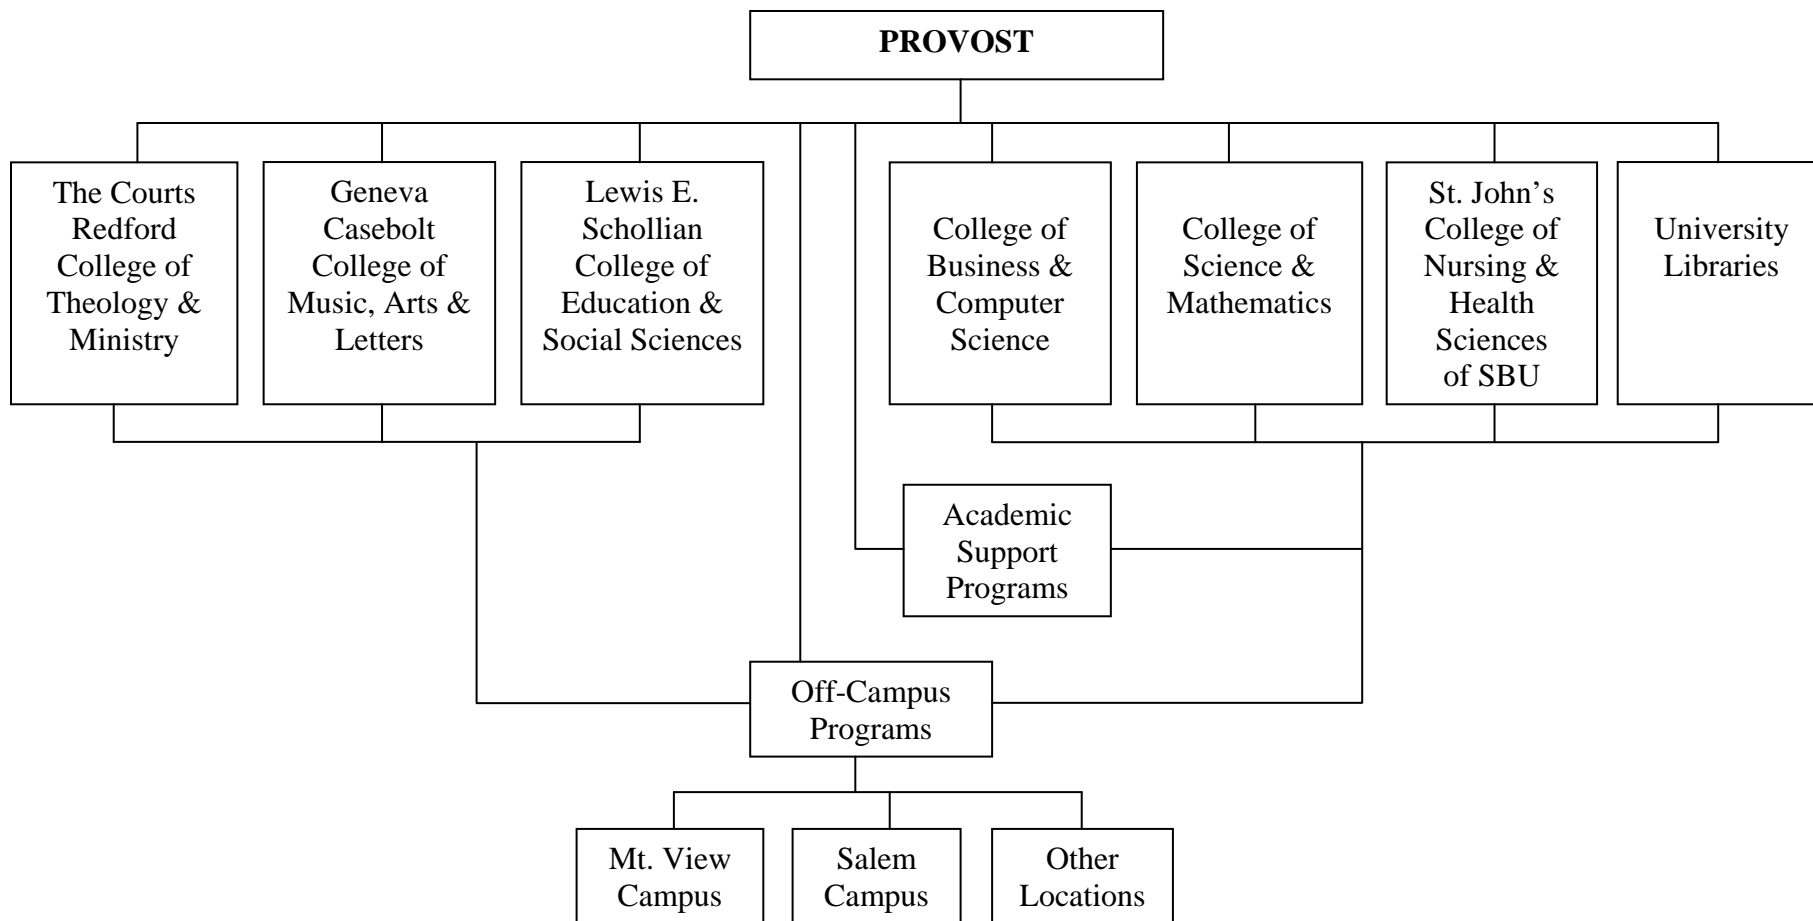 PROVOST
The Courts
Redford
College of
Theology &
Ministry
Geneva
Casebolt
College of
Music, Arts &
Letters
Lewis E.
Schollian
College of
Education &
Social Sciences
College of
Business &
Computer
Science
College of
Science &
Mathematics
St. John’s
College of
Nursing &
Health
Sciences
of SBU
University
Libraries
Academic
Support
Programs
Off-Campus
Programs
Mt. View
Campus
Salem
Campus
Other
Locations